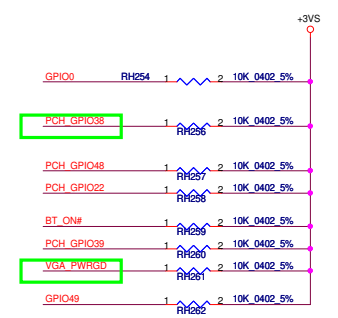 +3VS
GPIO0 RH254 1 2 10K_0402_5%
PCH_GPIO38 1 2 10K_0402_5%
RH256
PCH_GPIO48 1 2 10K_0402_5%
RH257
PCH_GPIO22 1 2 10K_0402_5%
RH258
BT_ON# 1 2 10K_0402_5%
RH259
PCH_GPIO39 1 2 10K_0402_5%
RH260
VGA_PWRGD 1 2 10K_0402_5%
RH261
GPIO49 1 2 10K_0402_5%
RH262